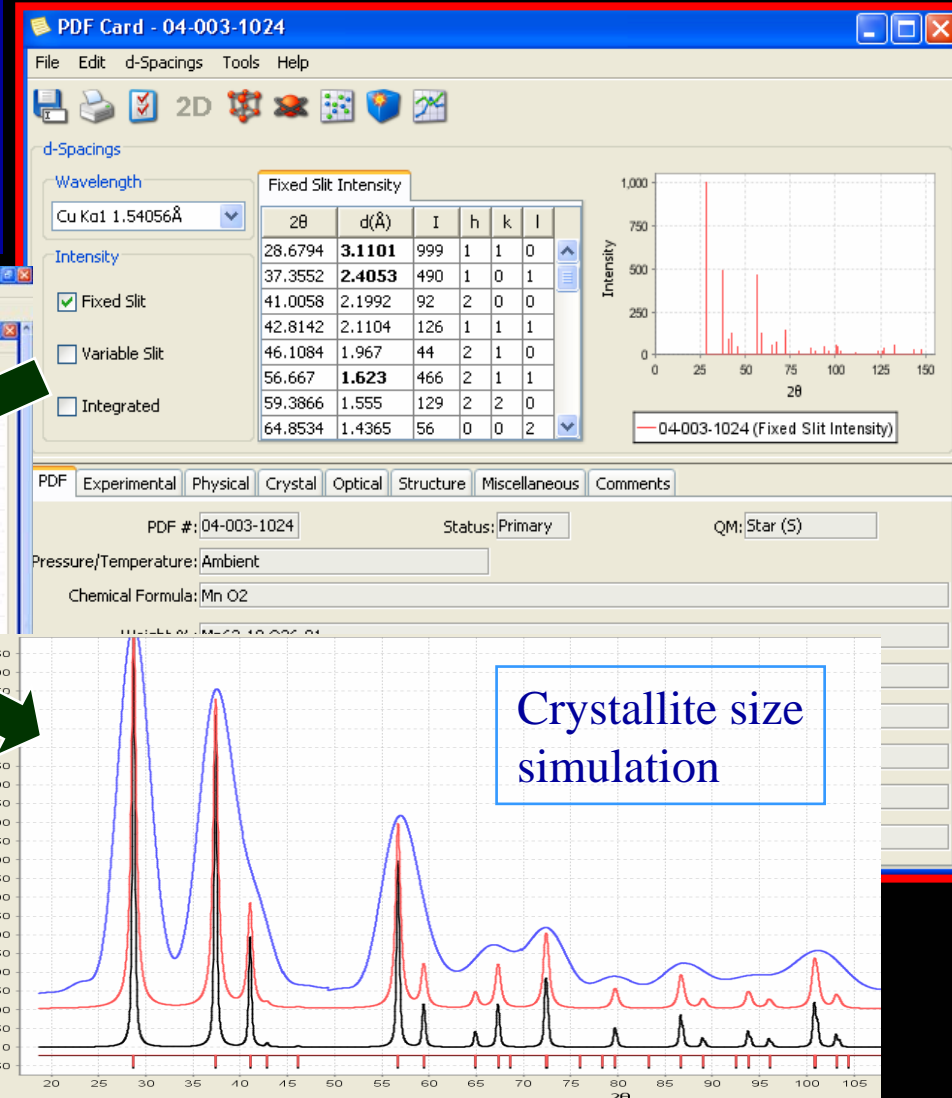 PDF Card - 04-003-1024
File Edit d-Spacings Tools Help
2D
d-Spacings
Wavelength
Cu Kα1 1.54056Å
Intensity
Fixed Slit
Variable Slit
Integrated
Fixed Slit Intensity
2θ d(Å) I h k l
28.6794 3.1101 999 1 1 0
37.3552 2.4053 490 1 0 1
41.0058 2.1992 92 2 0 0
42.8142 2.1104 126 1 1 1
46.1084 1.967 44 2 1 0
56.667 1.623 466 2 1 1
59.3866 1.555 129 2 2 0
64.8534 1.4365 56 0 0 2
1,000
750
500
250
0
Intensity
0 25 50 75 100 125 150
2θ
04-003-1024 (Fixed Slit Intensity)
PDF Experimental Physical Crystal Optical Structure Miscellaneous Comments
PDF #: 04-003-1024 Status: Primary QM: Star (S)
Pressure/Temperature: Ambient
Chemical Formula: Mn O2
Crystallite size
simulation
20 25 30 35 40 45 50 55 60 65 70 75 80 85 90 95 100 105
2θ